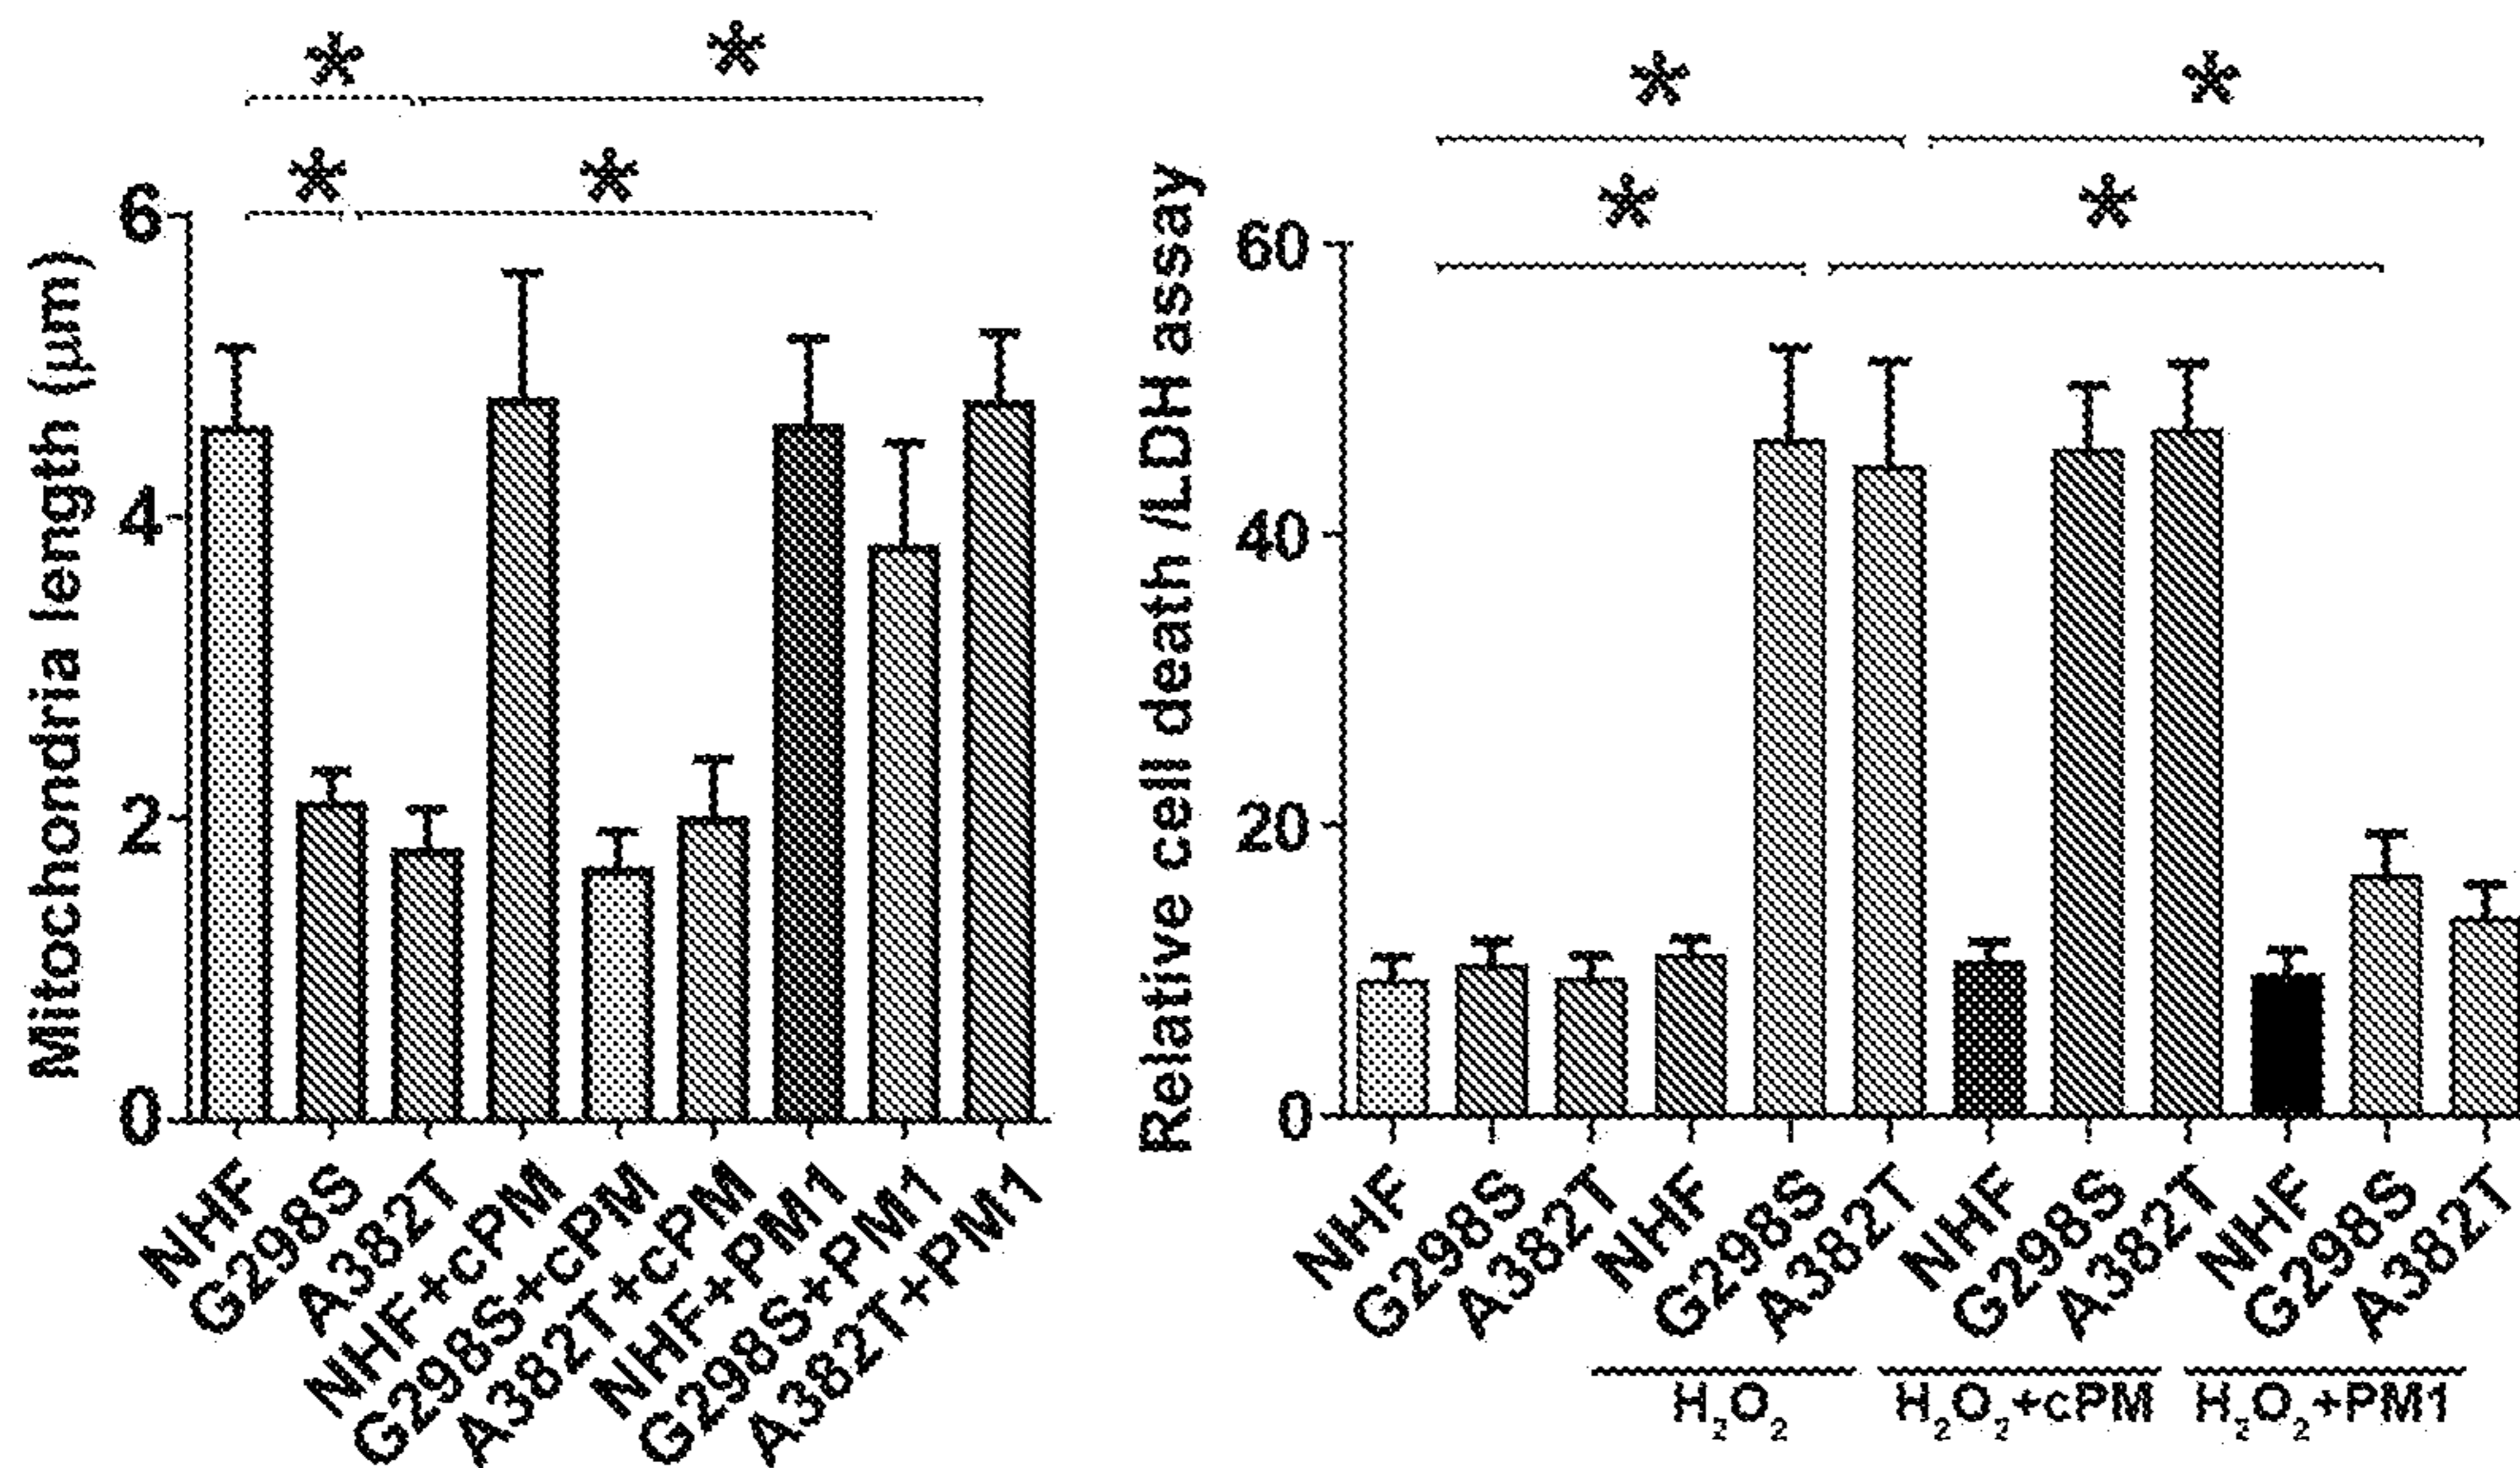 * *
* *
Mitochondria length (µm)
6
4
2
0
NHF
G298S
A382T
NHF+cPM
G298S+cPM
A382T+cPM
NHF+PM1
G298S+PM1
A382T+PM1
* *
* *
Relative cell death /LDH assay
60
40
20
0
NHF
G298S
A382T
NHF
G298S
A382T
NHF
G298S
A382T
NHF
G298S
A382T
H₂O₂ H₂O₂+cPM H₂O₂+PM1